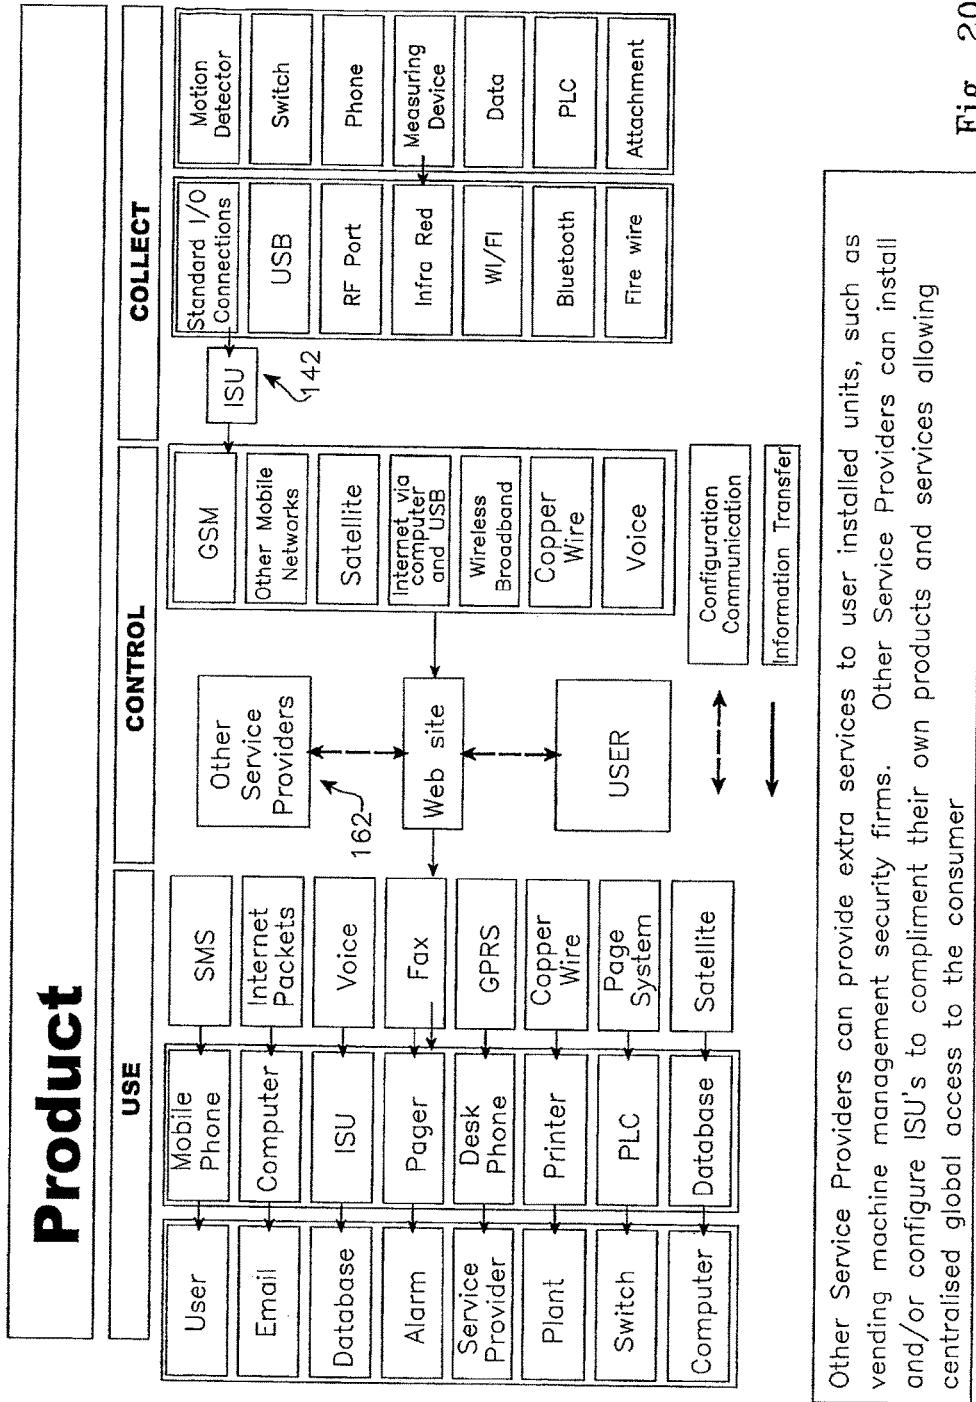 Product
USE
CONTROL
COLLECT
User
Email
Database
Alarm
Service
Provider
Plant
Switch
Computer
Mobile
Phone
Computer
ISU
Pager
Desk
Phone
Printer
PLC
Database
SMS
Internet
Packets
Voice
Fax
GPRS
Copper
Wire
Page
System
Satellite
Other
Service
Providers
162
Web site
USER
GSM
Other Mobile
Networks
Satellite
Internet via
computer
and USB
Wireless
Broadband
Copper
Wire
Voice
ISU
142
Standard I/O
Connections
USB
RF Port
Infra Red
WI/FI
Bluetooth
Fire wire
Motion
Detector
Switch
Phone
Measuring
Device
Data
PLC
Attachment
Configuration
Communication
Information Transfer
Other Service Providers can provide extra services to user installed units, such as
vending machine management security firms. Other Service Providers can install
and/or configure ISU's to compliment their own products and services allowing
centralised global access to the consumer
Fig 20